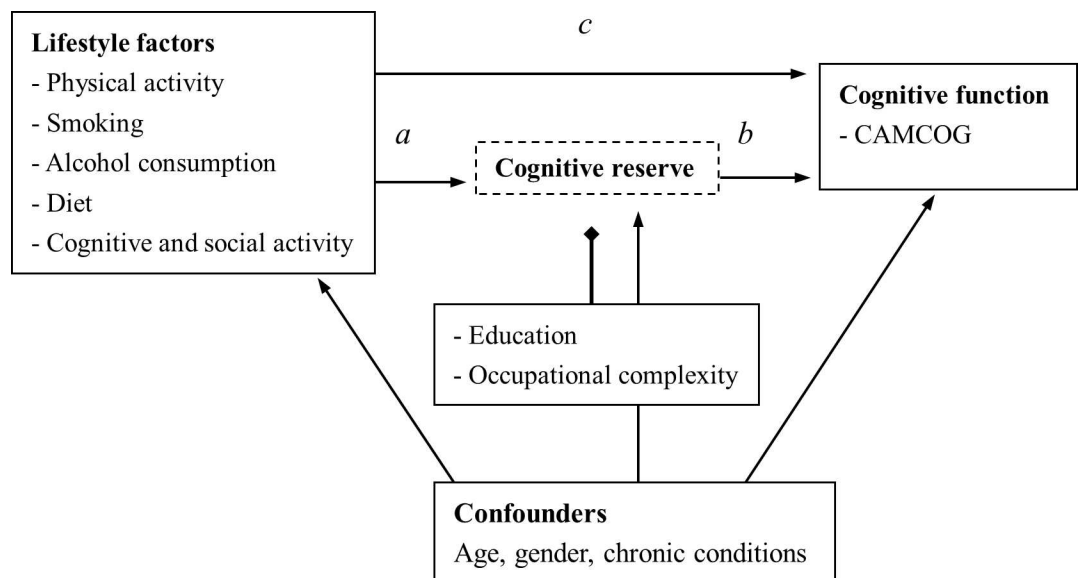 Lifestyle factors
- Physical activity
- Smoking
- Alcohol consumption
- Diet
- Cognitive and social activity
c
a
Cognitive reserve
b
Cognitive function
- CAMCOG
- Education
- Occupational complexity
Confounders
Age, gender, chronic conditions